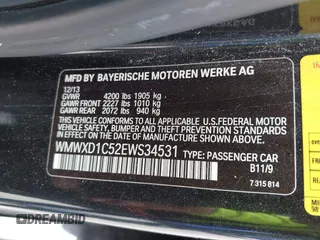 MFD BY BAYERISCHE MOTOREN WERKE AG
12/13
GVWR 4200 lbs 1905 kg
GAWR FRONT 2227 lbs 1010 kg
GAWR REAR 2072 lbs 940 kg
THIS VEHICLE CONFORMS TO ALL APPLICABLE U.S.FEDERAL MOTOR
VEHICLE SAFETY, BUMPER AND THEFT PREVENTION STANDARDS
IN EFFECT ON THE DATE OF MANUFACTURE SHOWN ABOVE.
WMWXD1C52EWS34531 TYPE: PASSENGER CAR
B11/9
7 315 814
DREAMBID